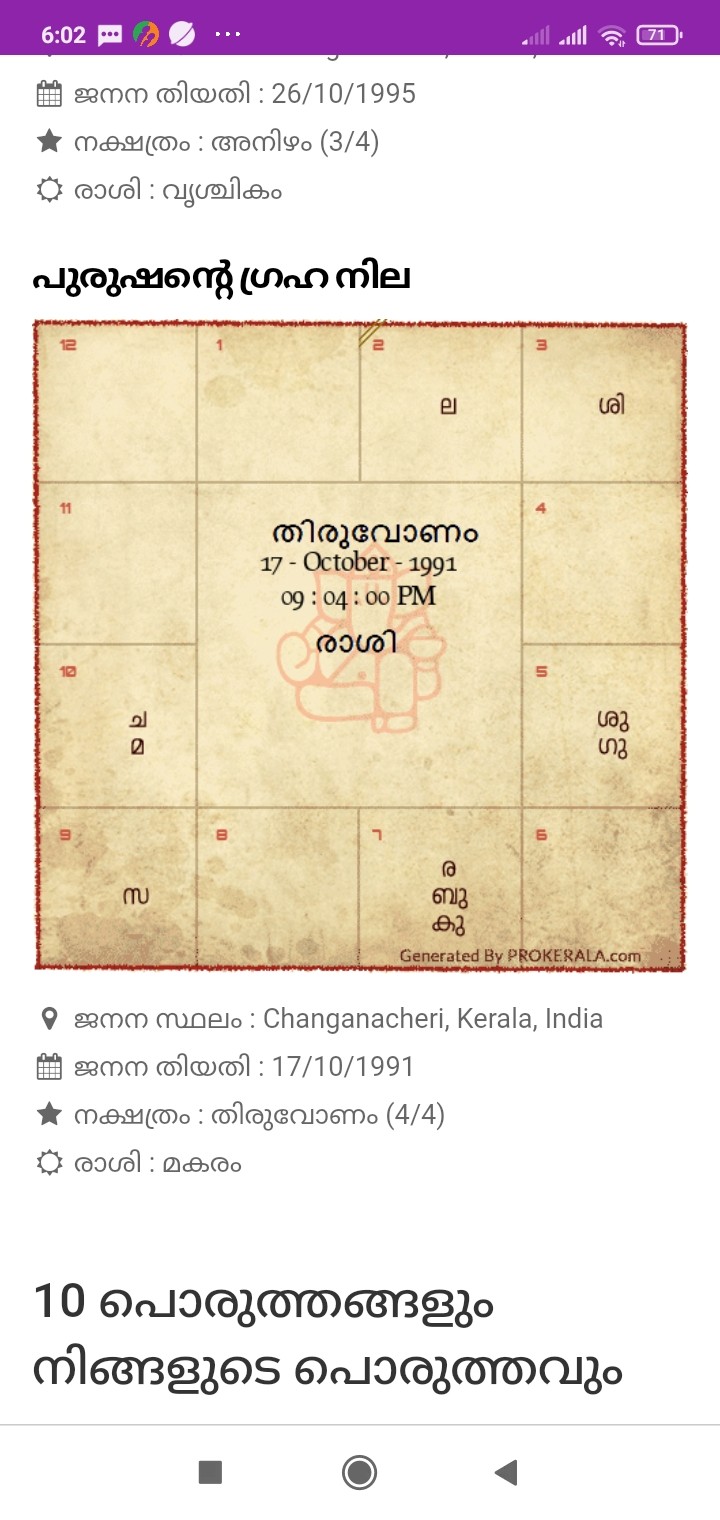 6:02
71
ജനന തിയതി : 26/10/1995
നക്ഷത്രം : അനിഴം (3/4)
രാശി : വൃശ്ചികം
പുരുഷന്റെ ഗ്രഹ നില
12 1 2 3
ല ശി
11 4
തിരുവോണം
17 - October - 1991
09 : 04 : 00 PM
രാശി
10 5
ച ശു
മ ഗു
9 8 7 6
ര
സ ബു
കു
Generated By PROKERALA.com
ജനന സ്ഥലം : Changanacheri, Kerala, India
ജനന തിയതി : 17/10/1991
നക്ഷത്രം : തിരുവോണം (4/4)
രാശി : മകരം
10 പൊരുത്തങ്ങളും
നിങ്ങളുടെ പൊരുത്തവും